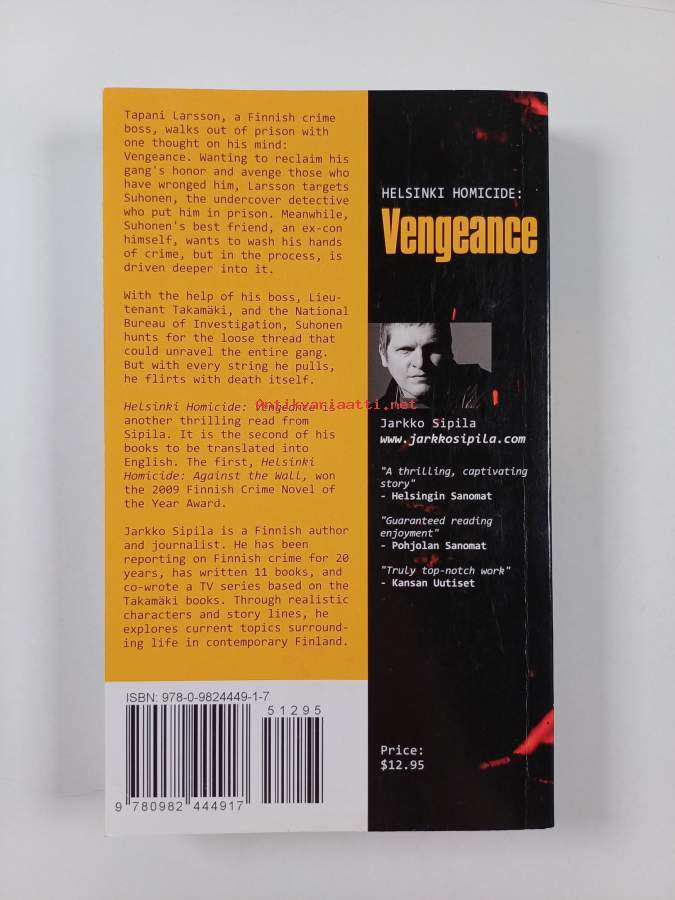 Tapani Larsson, a Finnish crime
boss, walks out of prison with
one thought on his mind:
Vengeance. Wanting to reclaim his
gang's honor and avenge those who
have wronged him, Larsson targets
Suhonen, the undercover detective
who put him in prison. Meanwhile,
Suhonen's best friend, an ex-con
himself, wants to wash his hands
of crime, but in the process, is
driven deeper into it.
With the help of his boss, Lieu-
tenant Takamäki, and the National
Bureau of Investigation, Suhonen
hunts for the loose thread that
could unravel the entire gang.
But with every string he pulls,
he flirts with death itself.
Helsinki Homicide: Vengeance is
another thrilling read from
Sipila. It is the second of his
books to be translated into
English. The first, Helsinki
Homicide: Against the Wall, won
the 2009 Finnish Crime Novel of
the Year Award.
Jarkko Sipila is a Finnish author
and journalist. He has been
reporting on Finnish crime for 20
years, has written 11 books, and
co-wrote a TV series based on the
Takamäki books. Through realistic
characters and story lines, he
explores current topics surround-
ing life in contemporary Finland.
ISBN: 978-0-9824449-1-7
51295
9 780982 444917
HELSINKI HOMICIDE:
Vengeance
Antikvariaatti.net
Jarkko Sipila
www.jarkkosipila.com
"A thrilling, captivating
story"
- Helsingin Sanomat
"Guaranteed reading
enjoyment"
- Pohjolan Sanomat
"Truly top-notch work"
- Kansan Uutiset
Price:
$12.95